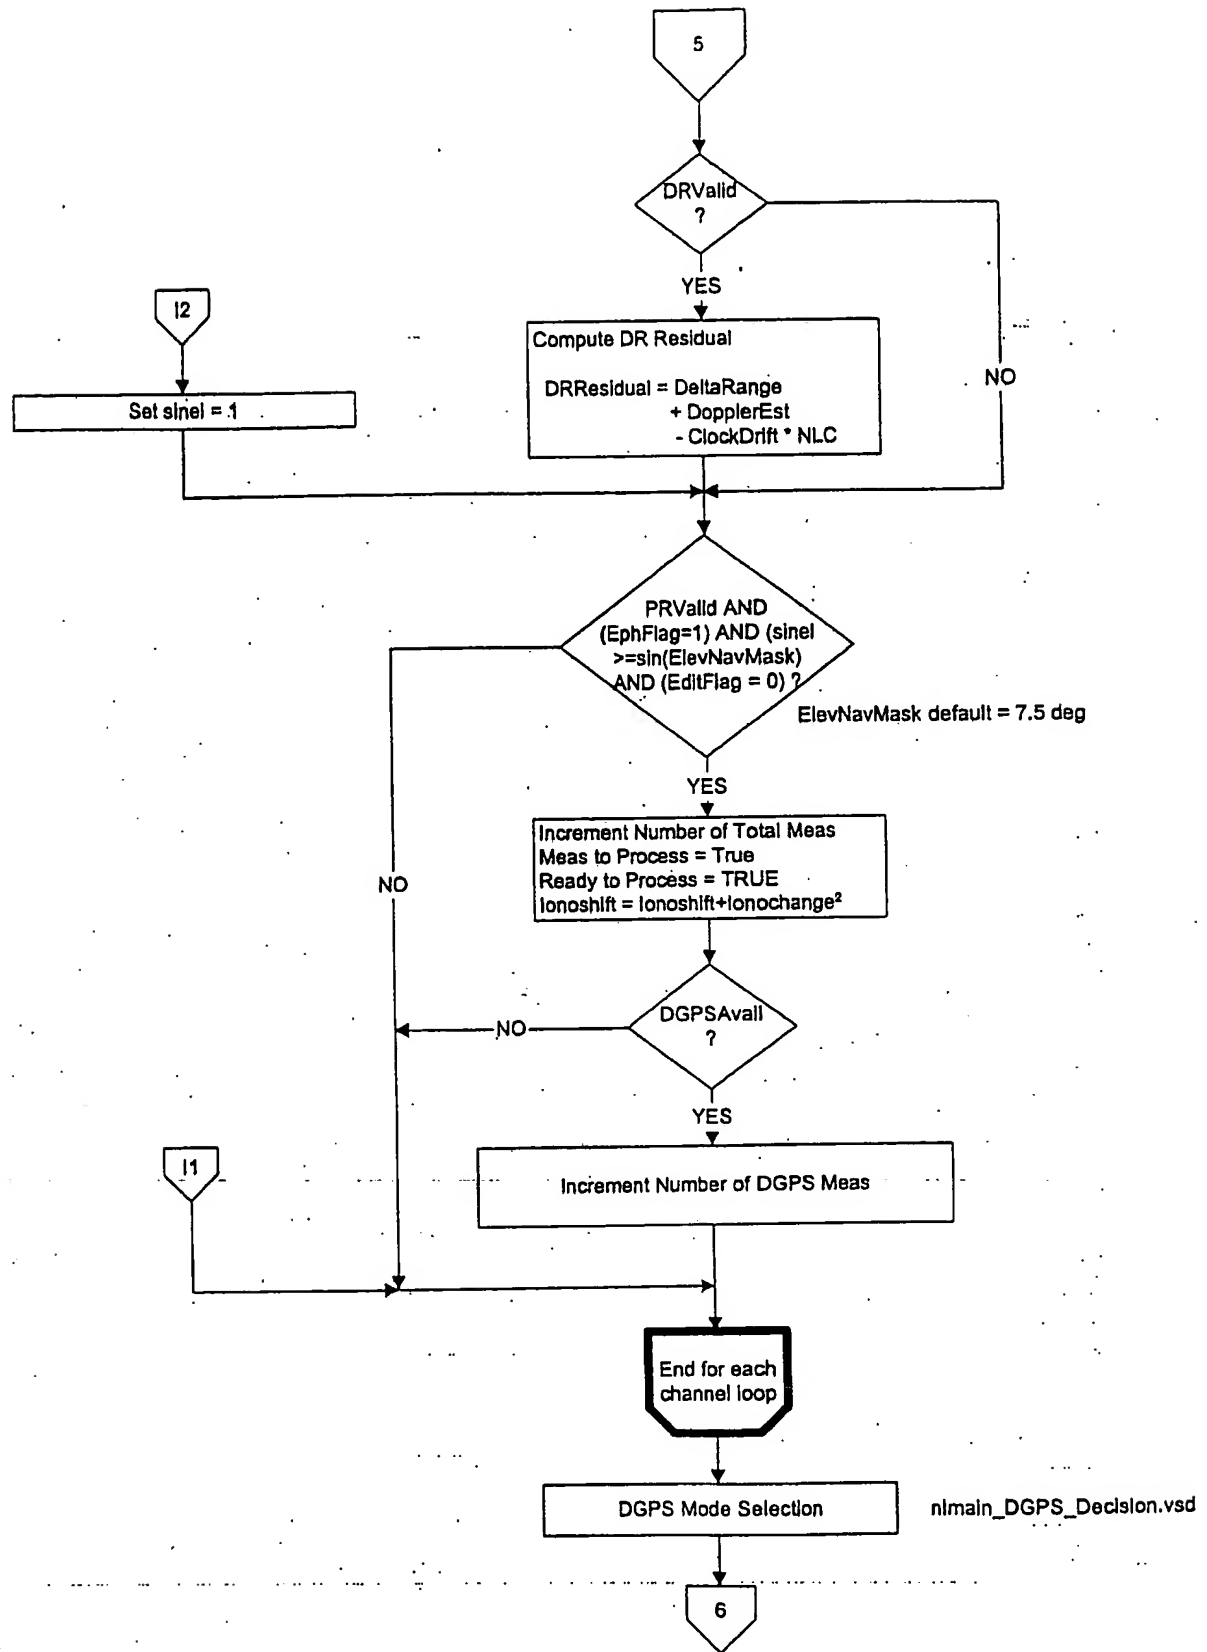 5
DRValid
?
YES
I2
Compute DR Residual
DRResidual = DeltaRange
+ DopplerEst
- ClockDrift * NLC
NO
Set sinel = .1
PRValid AND
(EphFlag=1) AND (sinel
>=sin(ElevNavMask)
AND (EditFlag = 0) ?
ElevNavMask default = 7.5 deg
YES
Increment Number of Total Meas
Meas to Process = True
Ready to Process = TRUE
Ionoshift = Ionoshift+Ionochange²
NO
DGPSAvail
?
NO
YES
I1
Increment Number of DGPS Meas
End for each
channel loop
DGPS Mode Selection
nlmain_DGPS_Decision.vsd
6